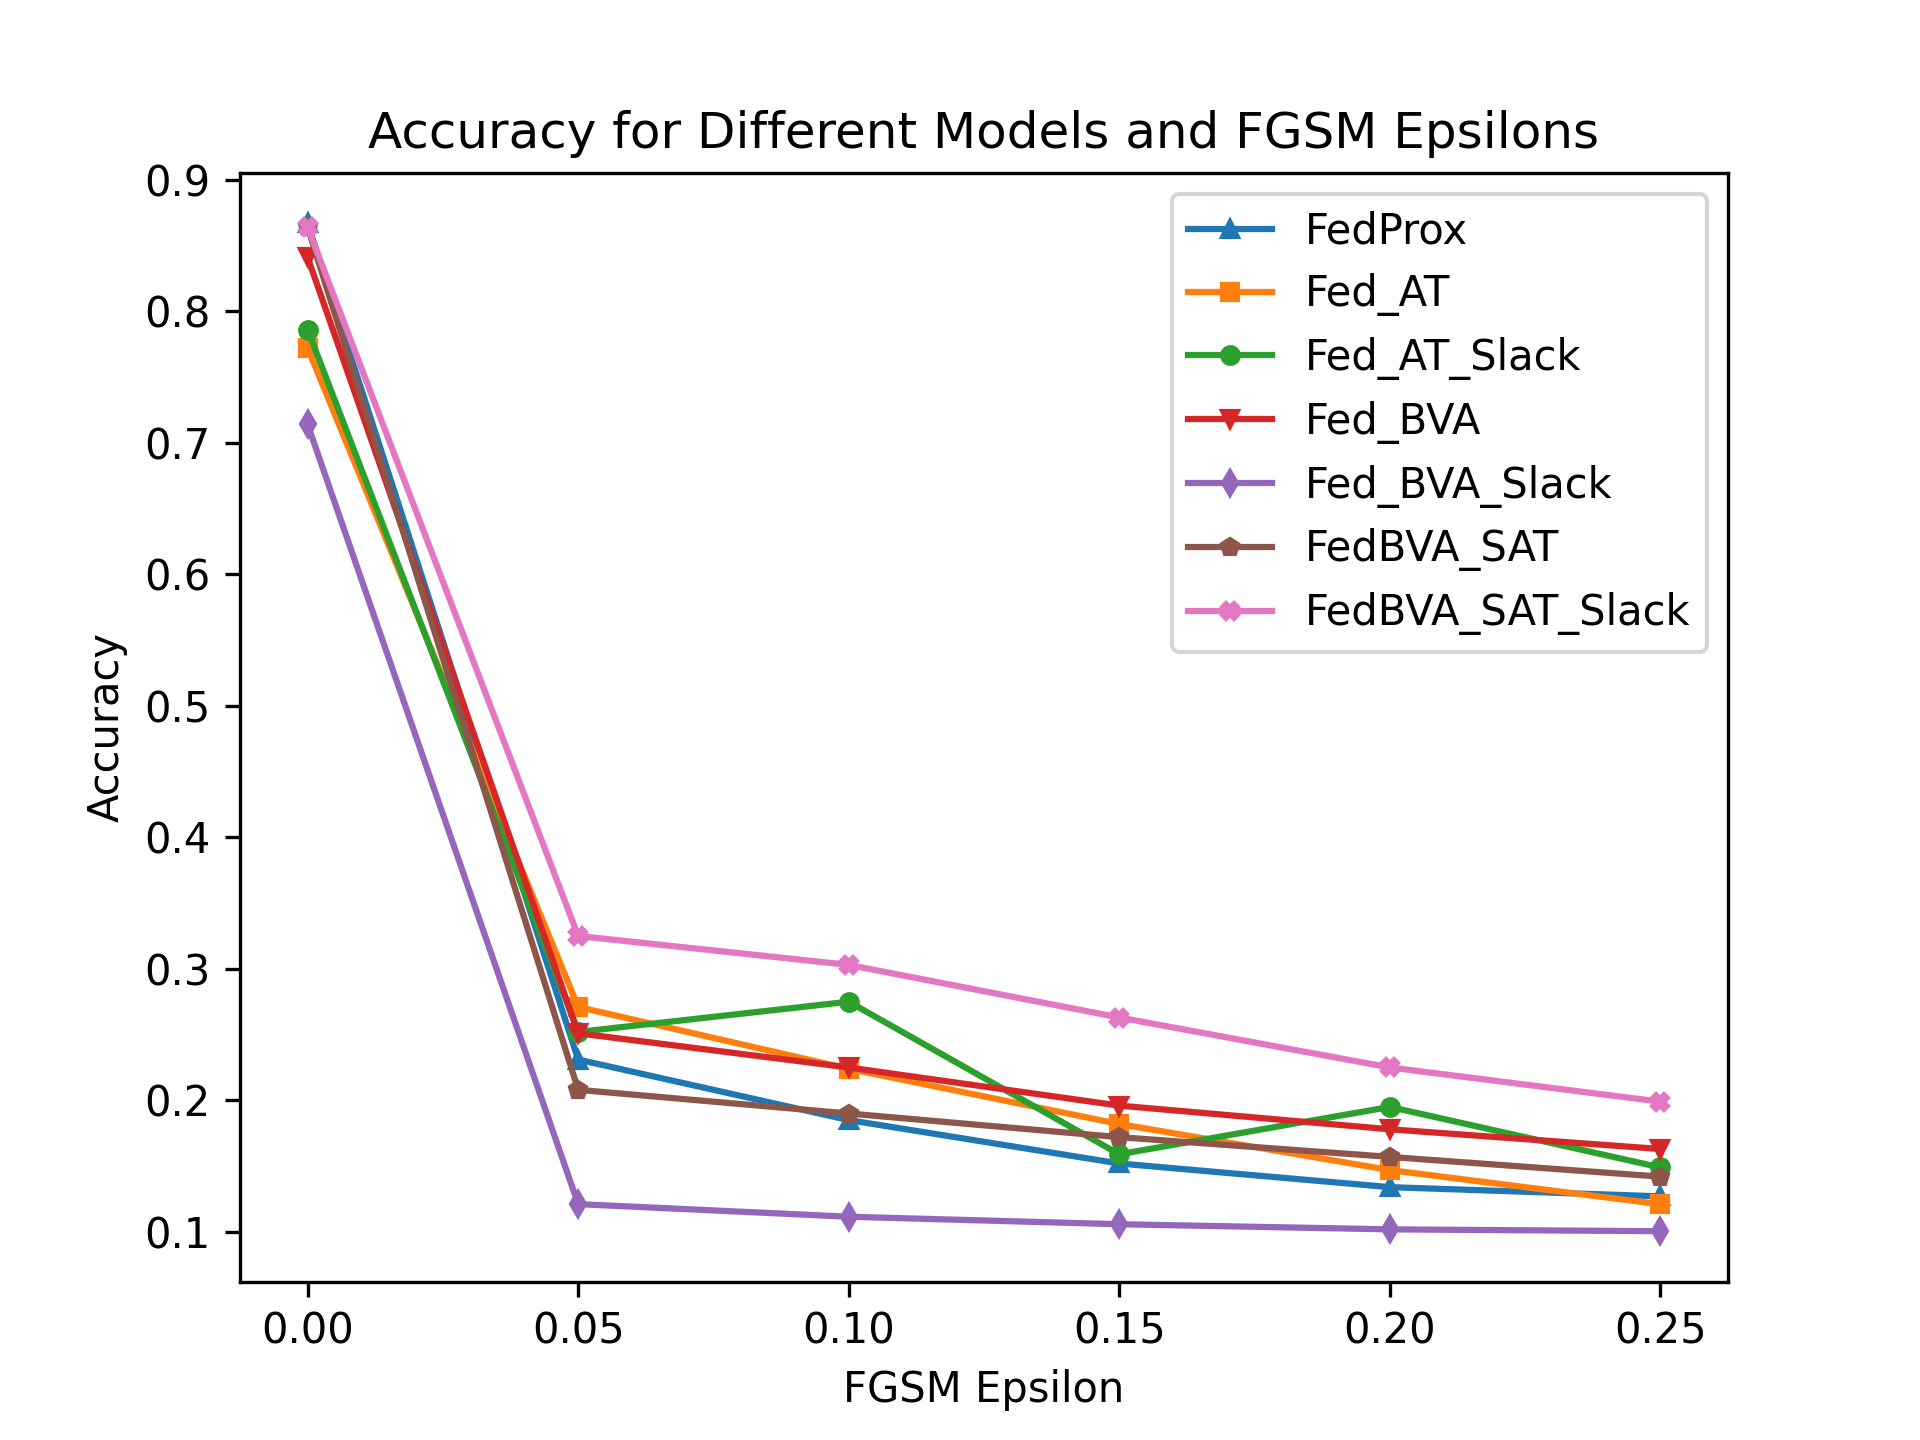 Accuracy for Different Models and FGSM Epsilons
0.9
0.8
0.7
0.6
0.5
0.4
0.3
0.2
0.1
Accuracy
FedProx
Fed_AT
Fed_AT_Slack
Fed_BVA
Fed_BVA_Slack
FedBVA_SAT
FedBVA_SAT_Slack
0.00 0.05 0.10 0.15 0.20 0.25
FGSM Epsilon